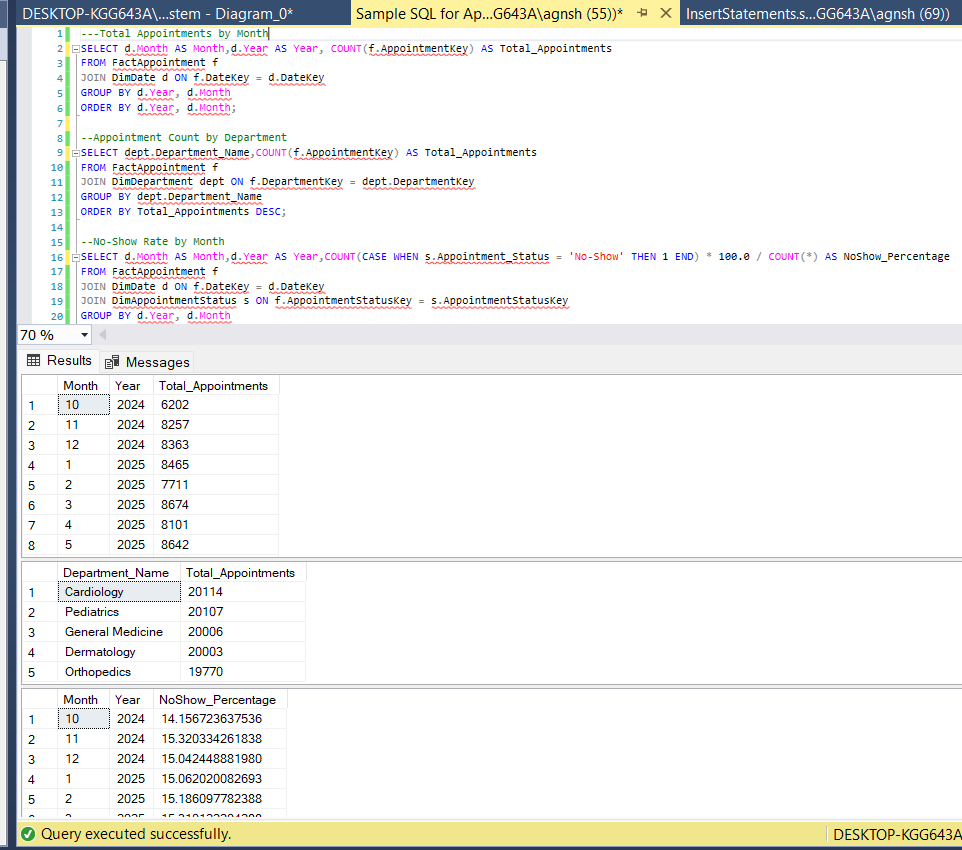 DESKTOP-KGG643A\...stem - Diagram_0* Sample SQL for Ap...G643A\agnsh (55))* InsertStatements.s...GG643A\agnsh (69))
1 ---Total Appointments by Month
2 SELECT d.Month AS Month,d.Year AS Year, COUNT(f.AppointmentKey) AS Total_Appointments
3 FROM FactAppointment f
4 JOIN DimDate d ON f.DateKey = d.DateKey
5 GROUP BY d.Year, d.Month
6 ORDER BY d.Year, d.Month;
7
8 --Appointment Count by Department
9 SELECT dept.Department_Name,COUNT(f.AppointmentKey) AS Total_Appointments
10 FROM FactAppointment f
11 JOIN DimDepartment dept ON f.DepartmentKey = dept.DepartmentKey
12 GROUP BY dept.Department_Name
13 ORDER BY Total_Appointments DESC;
14
15 --No-Show Rate by Month
16 SELECT d.Month AS Month,d.Year AS Year,COUNT(CASE WHEN s.Appointment_Status = 'No-Show' THEN 1 END) * 100.0 / COUNT(*) AS NoShow_Percentage
17 FROM FactAppointment f
18 JOIN DimDate d ON f.DateKey = d.DateKey
19 JOIN DimAppointmentStatus s ON f.AppointmentStatusKey = s.AppointmentStatusKey
20 GROUP BY d.Year, d.Month
70 %
Results Messages
Month Year Total_Appointments
1 10 2024 6202
2 11 2024 8257
3 12 2024 8363
4 1 2025 8465
5 2 2025 7711
6 3 2025 8674
7 4 2025 8101
8 5 2025 8642
Department_Name Total_Appointments
1 Cardiology 20114
2 Pediatrics 20107
3 General Medicine 20006
4 Dermatology 20003
5 Orthopedics 19770
Month Year NoShow_Percentage
1 10 2024 14.156723637536
2 11 2024 15.320334261838
3 12 2024 15.042448881980
4 1 2025 15.062020082693
5 2 2025 15.186097782388
Query executed successfully. DESKTOP-KGG643A